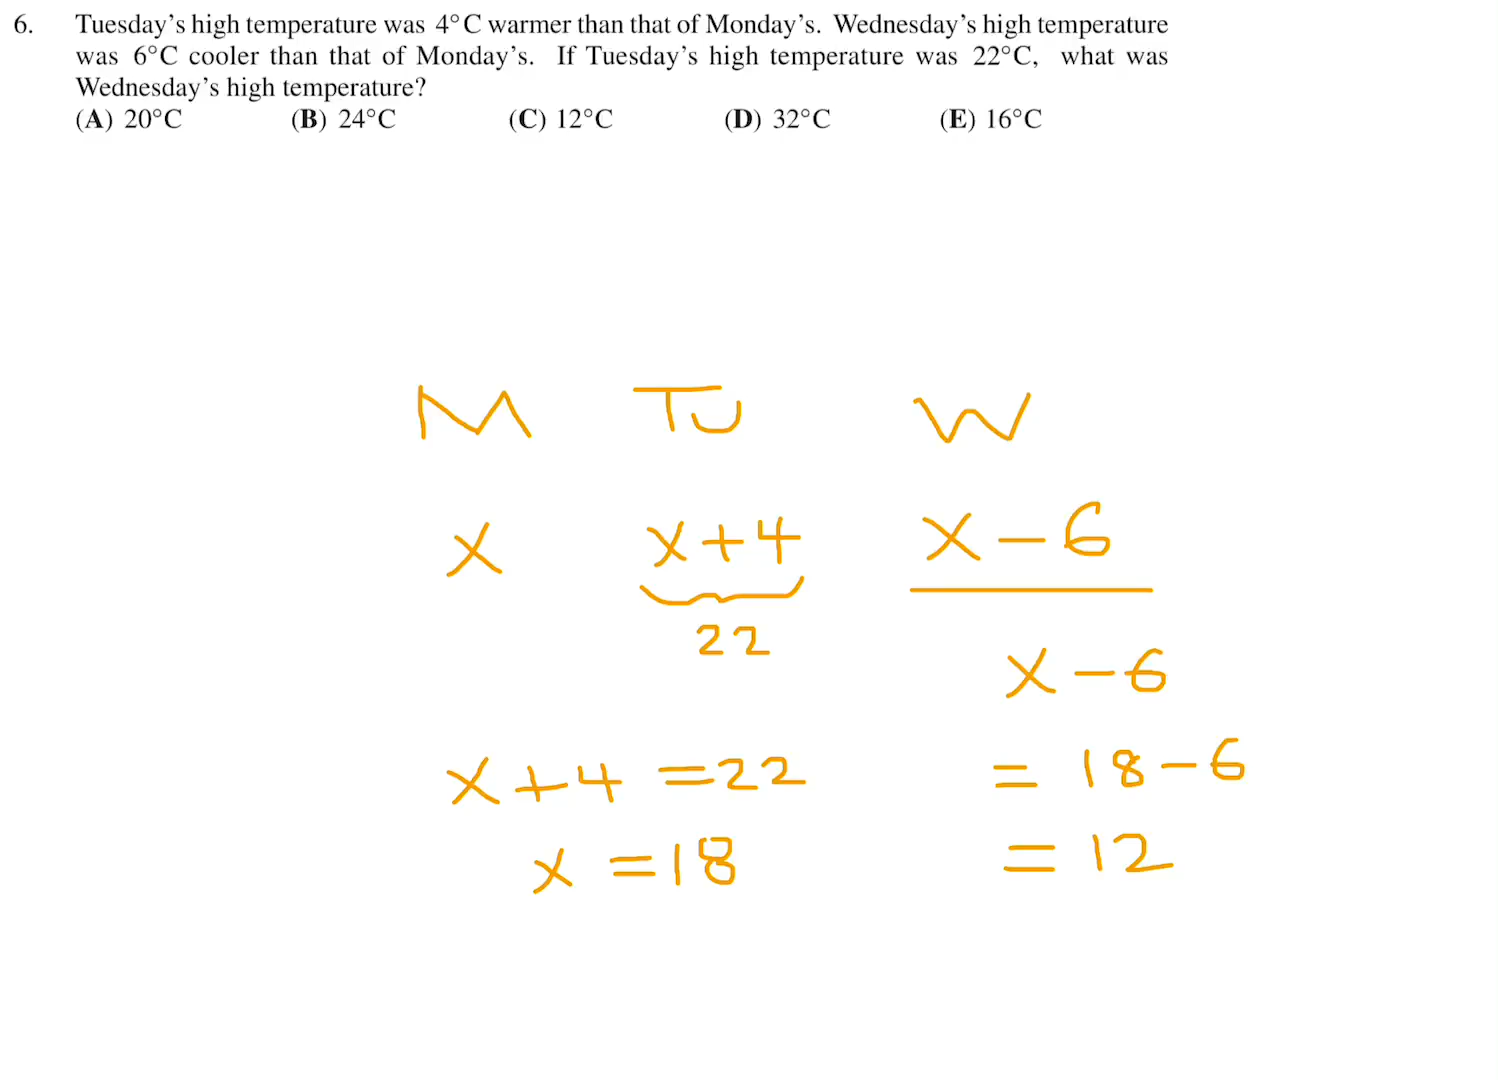 6. Tuesday's high temperature was 4°C warmer than that of Monday's. Wednesday's high temperature
was 6°C cooler than that of Monday's. If Tuesday's high temperature was 22°C, what was
Wednesday's high temperature?
(A) 20°C (B) 24°C (C) 12°C (D) 32°C (E) 16°C
M Tu W
x x+4 x-6
22
x-6
x+4 =22 = 18-6
x =18 = 12